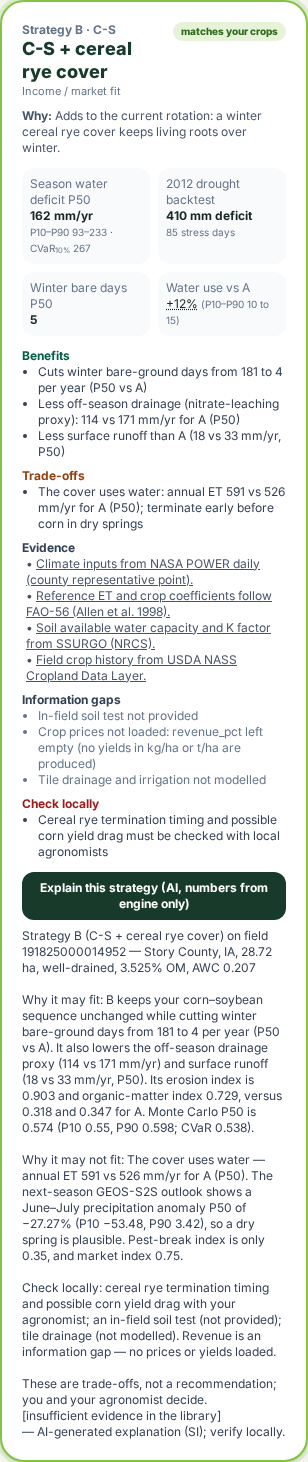 Strategy B · C-S
matches your crops
C-S + cereal
rye cover
Income / market fit
Why: Adds to the current rotation: a winter
cereal rye cover keeps living roots over
winter.
Season water
deficit P50
162 mm/yr
P10–P90 93–233 ·
CVaR10% 267
2012 drought
backtest
410 mm deficit
85 stress days
Winter bare days
P50
5
Water use vs A
+12% (P10–P90 10 to
15)
Benefits
• Cuts winter bare-ground days from 181 to 4
per year (P50 vs A)
• Less off-season drainage (nitrate-leaching
proxy): 114 vs 171 mm/yr for A (P50)
• Less surface runoff than A (18 vs 33 mm/yr,
P50)
Trade-offs
• The cover uses water: annual ET 591 vs 526
mm/yr for A (P50); terminate early before
corn in dry springs
Evidence
• Climate inputs from NASA POWER daily
(county representative point).
• Reference ET and crop coefficients follow
FAO-56 (Allen et al. 1998).
• Soil available water capacity and K factor
from SSURGO (NRCS).
• Field crop history from USDA NASS
Cropland Data Layer.
Information gaps
• In-field soil test not provided
• Crop prices not loaded: revenue_pct left
empty (no yields in kg/ha or t/ha are
produced)
• Tile drainage and irrigation not modelled
Check locally
• Cereal rye termination timing and possible
corn yield drag must be checked with local
agronomists
Explain this strategy (AI, numbers from
engine only)
Strategy B (C-S + cereal rye cover) on field
191825000014952 — Story County, IA, 28.72
ha, well-drained, 3.525% OM, AWC 0.207
Why it may fit: B keeps your corn–soybean
sequence unchanged while cutting winter
bare-ground days from 181 to 4 per year (P50
vs A). It also lowers the off-season drainage
proxy (114 vs 171 mm/yr) and surface runoff
(18 vs 33 mm/yr, P50). Its erosion index is
0.903 and organic-matter index 0.729, versus
0.318 and 0.347 for A. Monte Carlo P50 is
0.574 (P10 0.55, P90 0.598; CVaR 0.538).
Why it may not fit: The cover uses water —
annual ET 591 vs 526 mm/yr for A (P50). The
next-season GEOS-S2S outlook shows a
June–July precipitation anomaly P50 of
−27.27% (P10 −53.48, P90 3.42), so a dry
spring is plausible. Pest-break index is only
0.35, and market index 0.75.
Check locally: cereal rye termination timing
and possible corn yield drag with your
agronomist; an in-field soil test (not provided);
tile drainage (not modelled). Revenue is an
information gap — no prices or yields loaded.
These are trade-offs, not a recommendation;
you and your agronomist decide.
[insufficient evidence in the library]
— AI-generated explanation (SI); verify locally.